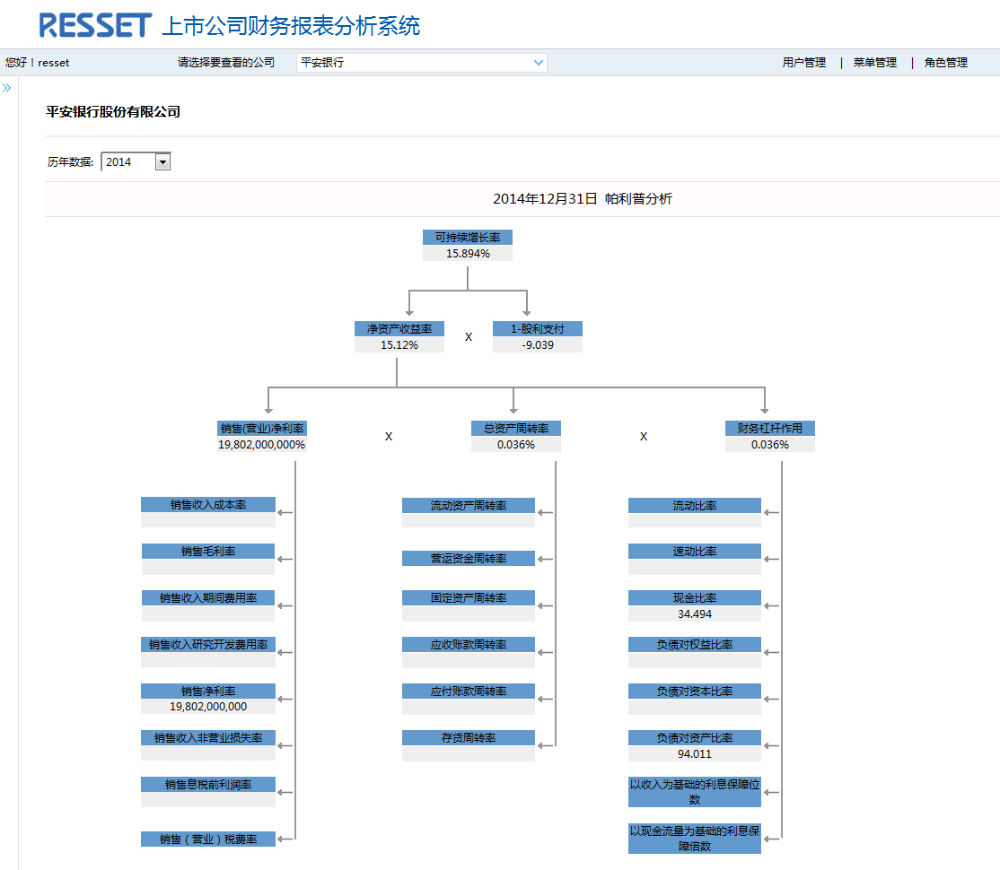 RESSET 上市公司财务报表分析系统
您好！resset 请选择要查看的公司 平安银行 用户管理 | 菜单管理 | 角色管理
平安银行股份有限公司
历年数据: 2014
2014年12月31日 帕利普分析
可持续增长率
15.894%
净资产收益率 X 1-股利支付
15.12% -9.039
销售(营业)净利率 X 总资产周转率 X 财务杠杆作用
19,802,000,000% 0.036% 0.036%
销售收入成本率 流动资产周转率 流动比率
销售毛利率 营运资金周转率 速动比率
销售收入期间费用率 固定资产周转率 现金比率
34.494
销售收入研究开发费用率 应收账款周转率 负债对权益比率
销售净利率 应付账款周转率 负债对资本比率
19,802,000,000
销售收入非营业损失率 存货周转率 负债对资产比率
94.011
销售息税前利润率 以收入为基础的利息保障位
数
销售（营业）税费率 以现金流量为基础的利息保
障倍数